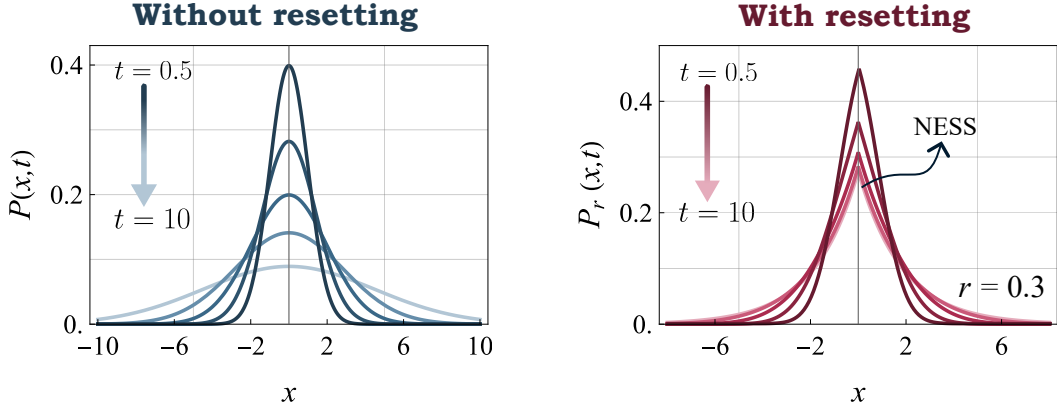 Without resetting
t = 0.5
t = 10
P(x,t)
0.4
0.2
0.
−10
−6
−2
2
6
10
x
With resetting
t = 0.5
t = 10
NESS
r = 0.3
P_r (x,t)
0.4
0.2
0.
−6
−2
2
6
x